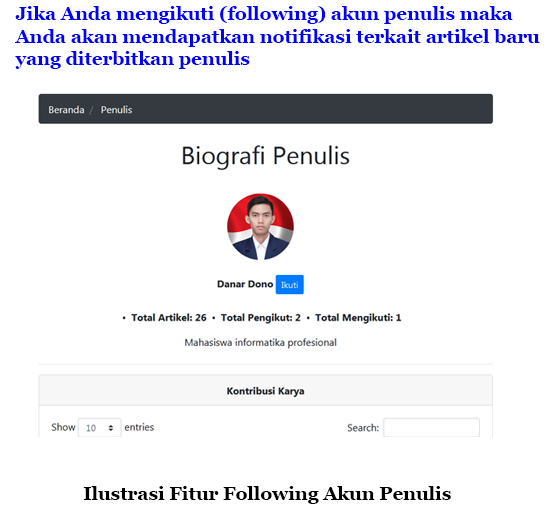 Jika Anda mengikuti (following) akun penulis maka
Anda akan mendapatkan notifikasi terkait artikel baru
yang diterbitkan penulis
Beranda / Penulis
Biografi Penulis
Danar Dono Ikuti
• Total Artikel: 26 • Total Pengikut: 2 • Total Mengikuti: 1
Mahasiswa informatika profesional
Kontribusi Karya
Show 10 entries Search:
Ilustrasi Fitur Following Akun Penulis